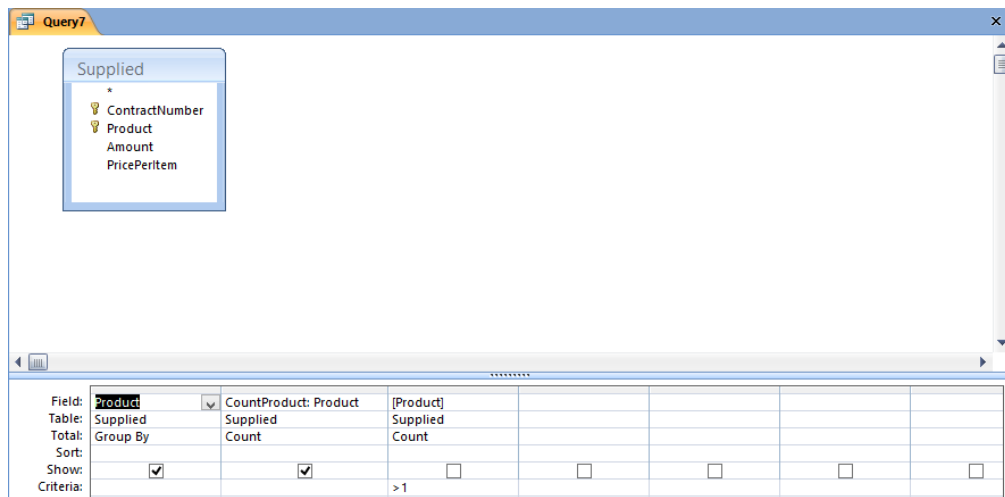 Query7
Supplied
*
ContractNumber
Product
Amount
PricePerItem
Field: Product CountProduct: Product [Product]
Table: Supplied Supplied Supplied
Total: Group By Count Count
Sort:
Show:
Criteria: >1